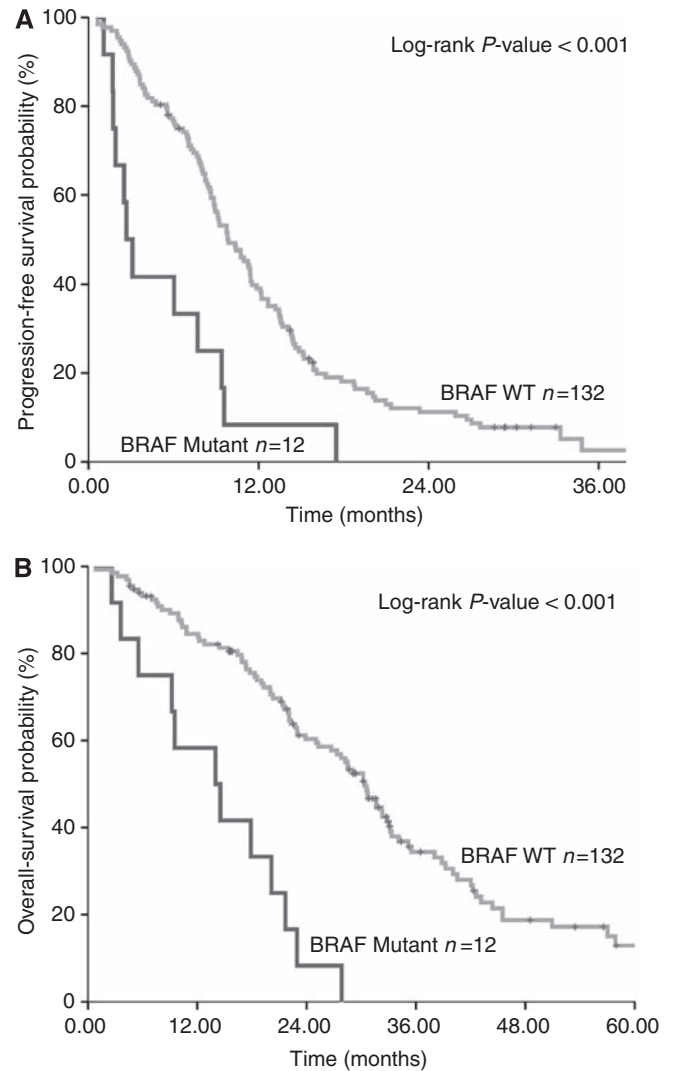 A
Log-rank P-value < 0.001
Progression-free survival probability (%)
100
80
60
40
20
0
BRAF WT n=132
BRAF Mutant n=12
0.00 12.00 24.00 36.00
Time (months)
B
Log-rank P-value < 0.001
Overall-survival probability (%)
100
80
60
40
20
0
BRAF WT n=132
BRAF Mutant n=12
0.00 12.00 24.00 36.00 48.00 60.00
Time (months)